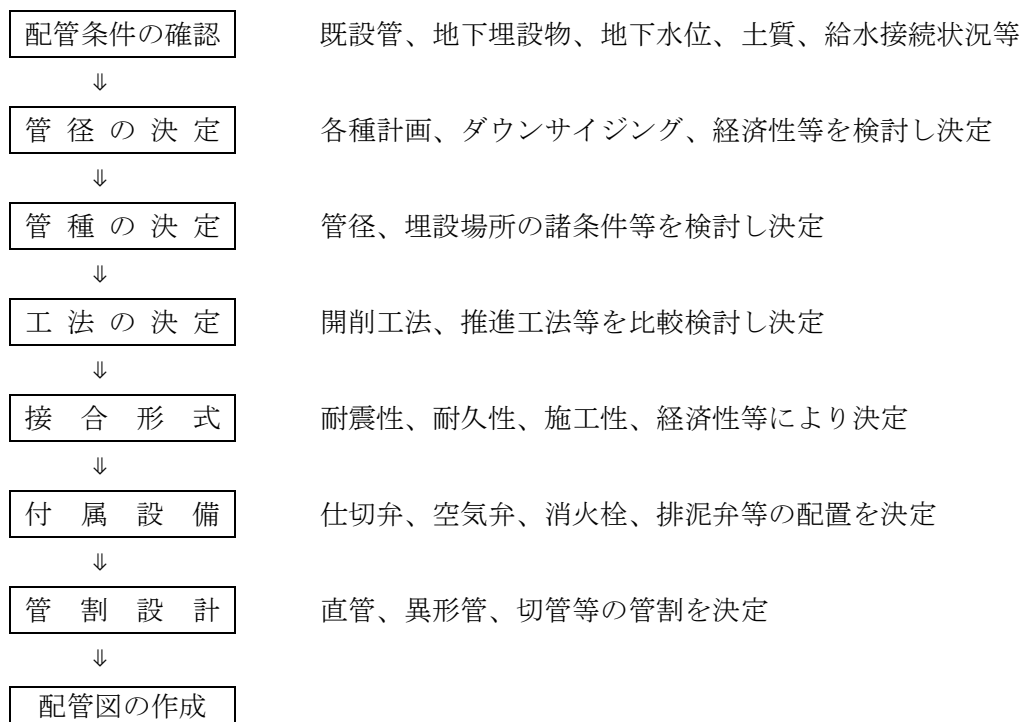 配管条件の確認 既設管、地下埋設物、地下水位、土質、給水接続状況等
⇓
管径の決定 各種計画、ダウンサイジング、経済性等を検討し決定
⇓
管種の決定 管径、埋設場所の諸条件等を検討し決定
⇓
工法の決定 開削工法、推進工法等を比較検討し決定
⇓
接合形式 耐震性、耐久性、施工性、経済性等により決定
⇓
付属設備 仕切弁、空気弁、消火栓、排泥弁等の配置を決定
⇓
管割設計 直管、異形管、切管等の管割を決定
⇓
配管図の作成